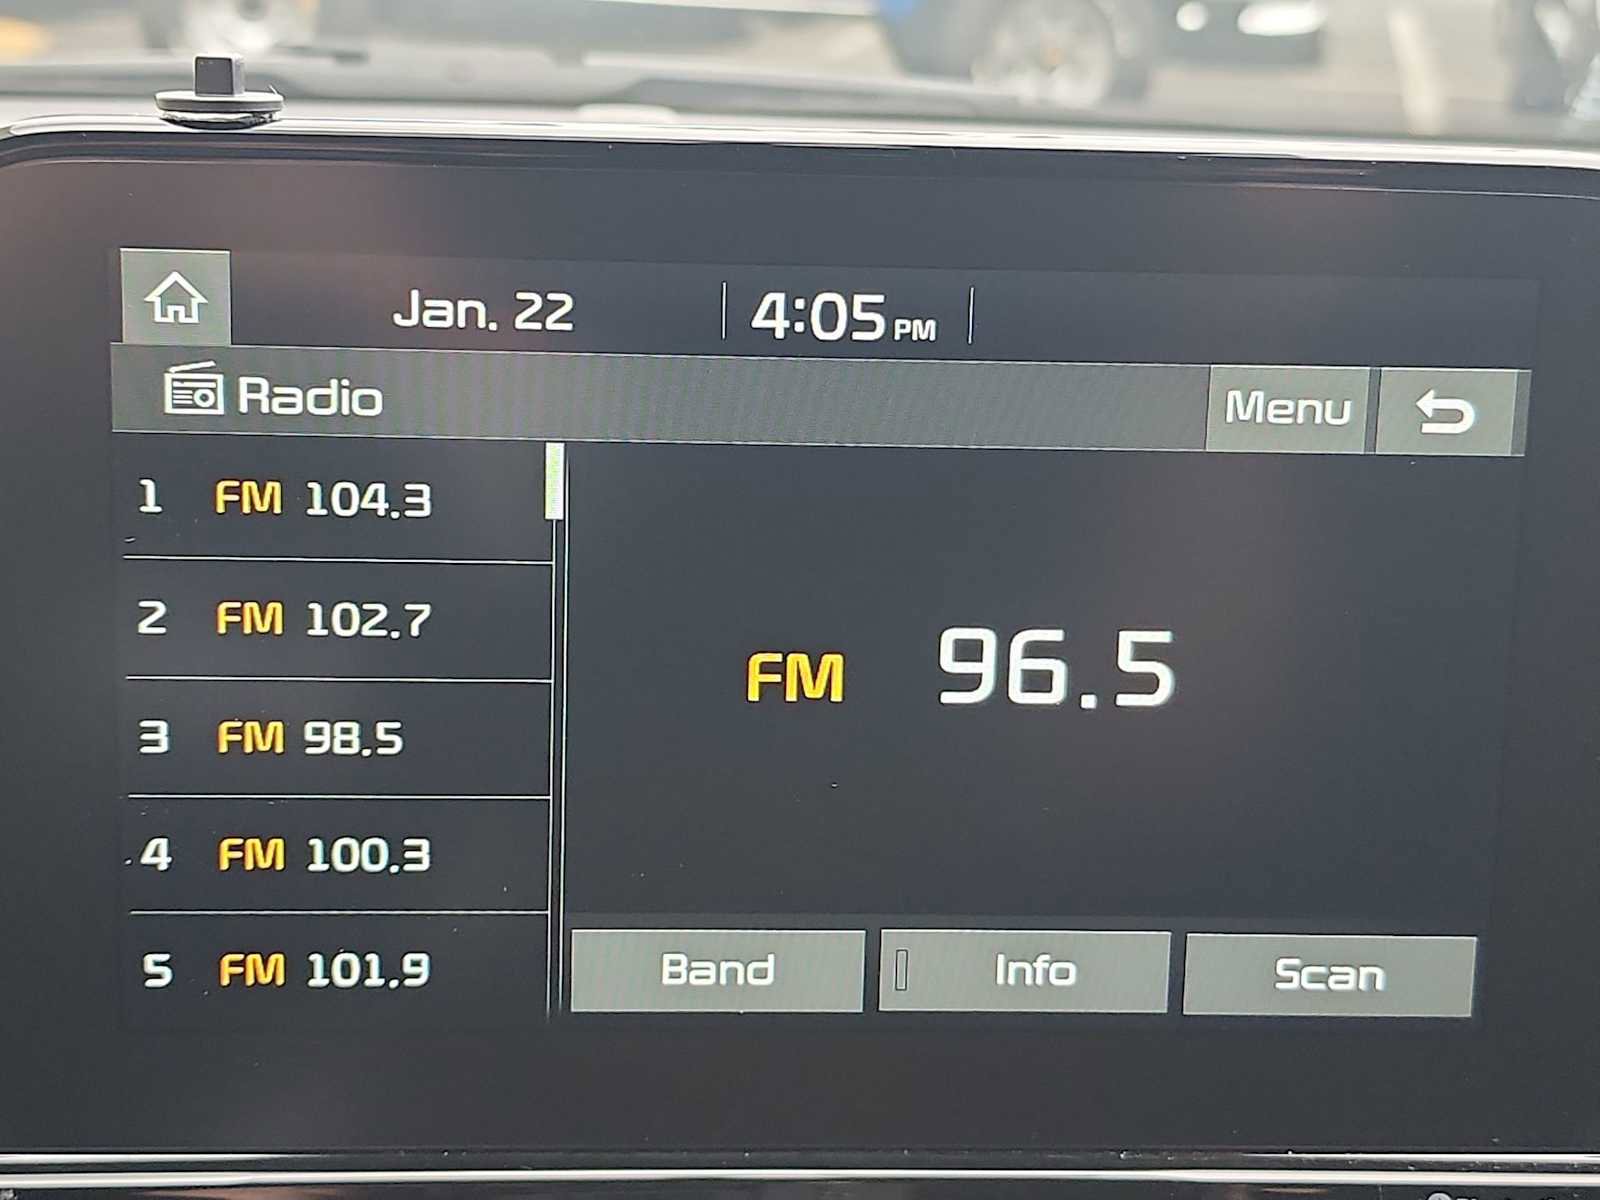 Jan. 22 4:05 PM
Radio Menu
1 FM 104.3
2 FM 102.7
3 FM 98.5
4 FM 100.3
5 FM 101.9
FM 96.5
Band Info Scan